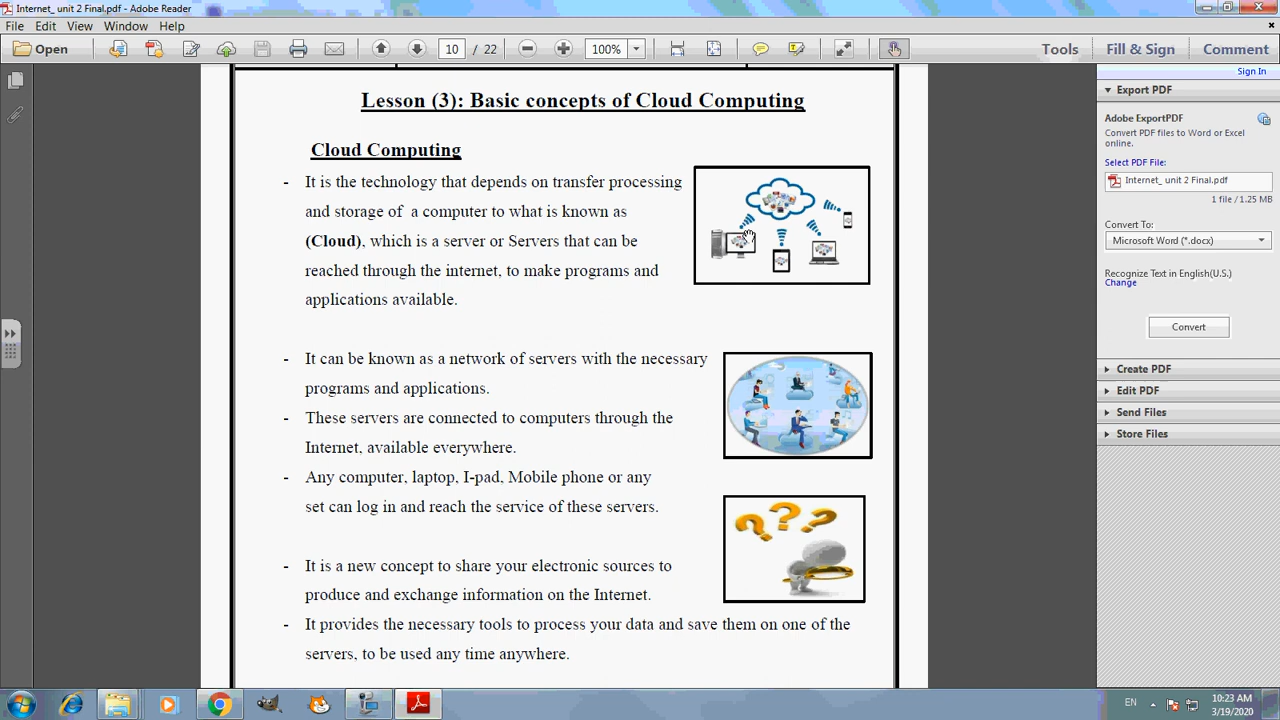 Internet_ unit 2 Final.pdf - Adobe Reader
File Edit View Window Help
Open 10 / 22 100% Tools Fill & Sign Comment
Sign In
Lesson (3): Basic concepts of Cloud Computing
Cloud Computing
- It is the technology that depends on transfer processing
and storage of a computer to what is known as
(Cloud), which is a server or Servers that can be
reached through the internet, to make programs and
applications available.
- It can be known as a network of servers with the necessary
programs and applications.
- These servers are connected to computers through the
Internet, available everywhere.
- Any computer, laptop, I-pad, Mobile phone or any
set can log in and reach the service of these servers.
- It is a new concept to share your electronic sources to
produce and exchange information on the Internet.
- It provides the necessary tools to process your data and save them on one of the
servers, to be used any time anywhere.
Export PDF
Adobe ExportPDF
Convert PDF files to Word or Excel
online.
Select PDF File:
Internet_ unit 2 Final.pdf
1 file / 1.25 MB
Convert To:
Microsoft Word (*.docx)
Recognize Text in English(U.S.)
Change
Convert
Create PDF
Edit PDF
Send Files
Store Files
EN
10:23 AM
3/19/2020